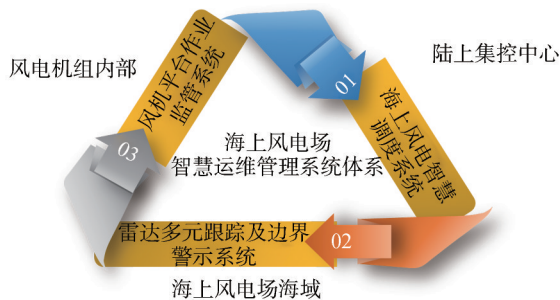 风电机组内部
风机平台作业
监管系统
陆上集控中心
01
海上风电智慧
调度系统
海上风电场
智慧运维管理系统体系
03
雷达多元跟踪及边界
警示系统
02
海上风电场海域